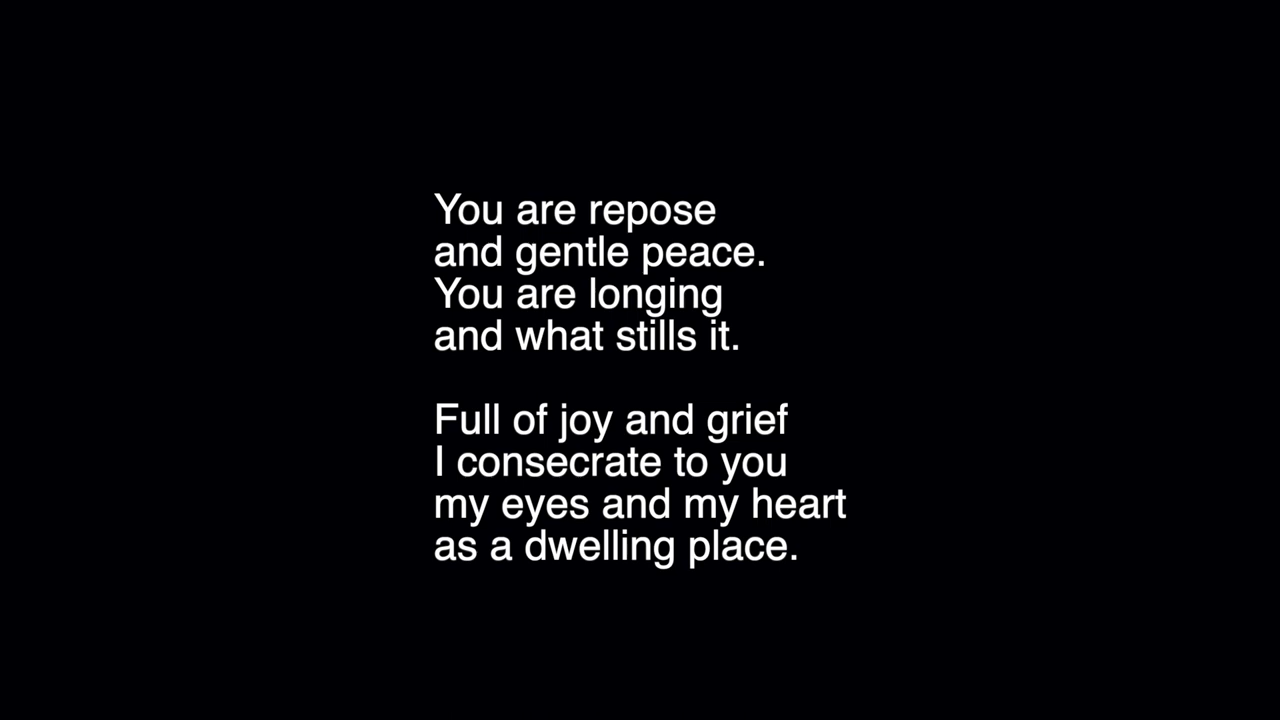 You are repose
and gentle peace.
You are longing
and what stills it.
Full of joy and grief
I consecrate to you
my eyes and my heart
as a dwelling place.